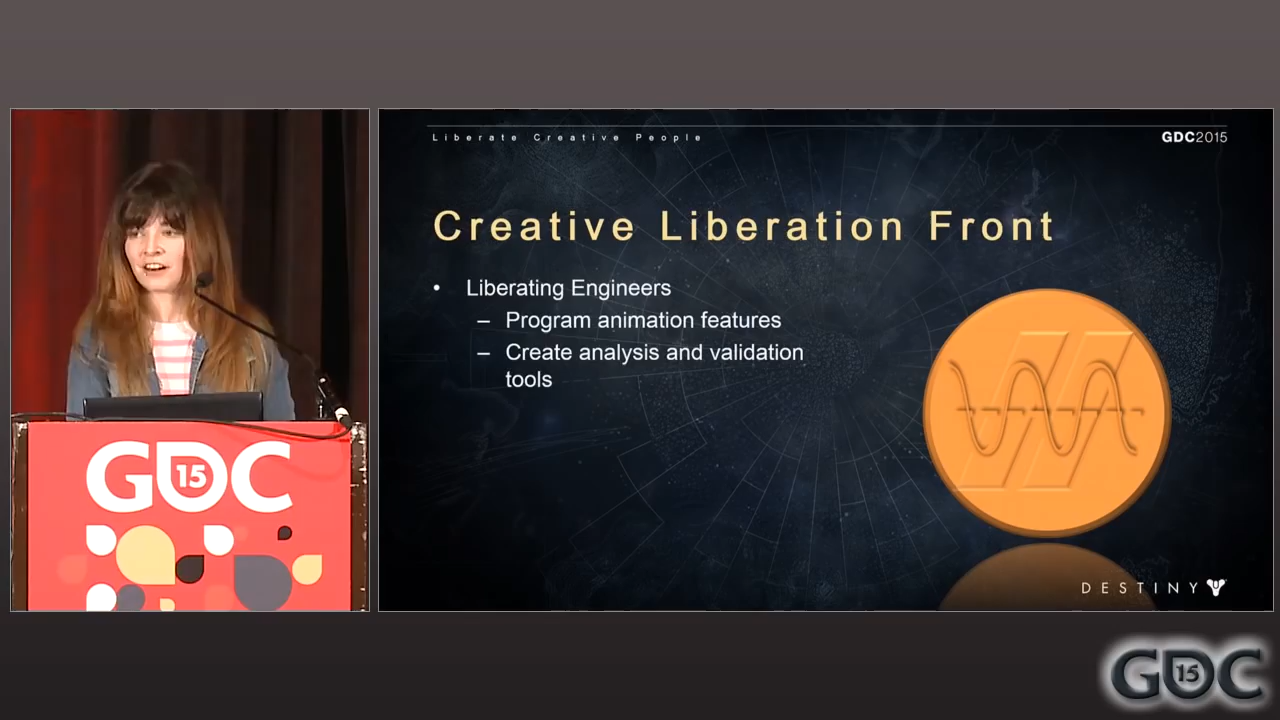 Liberate Creative People
GDC2015
Creative Liberation Front
• Liberating Engineers
– Program animation features
– Create analysis and validation
tools
DESTINY
GDC
15
GDC
15